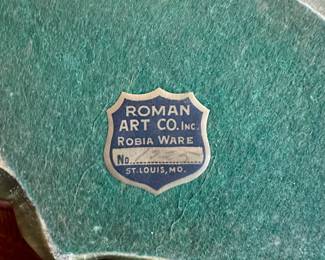 ROMAN
ART CO. INC.
ROBIA WARE
No.
ST. LOUIS, MO.